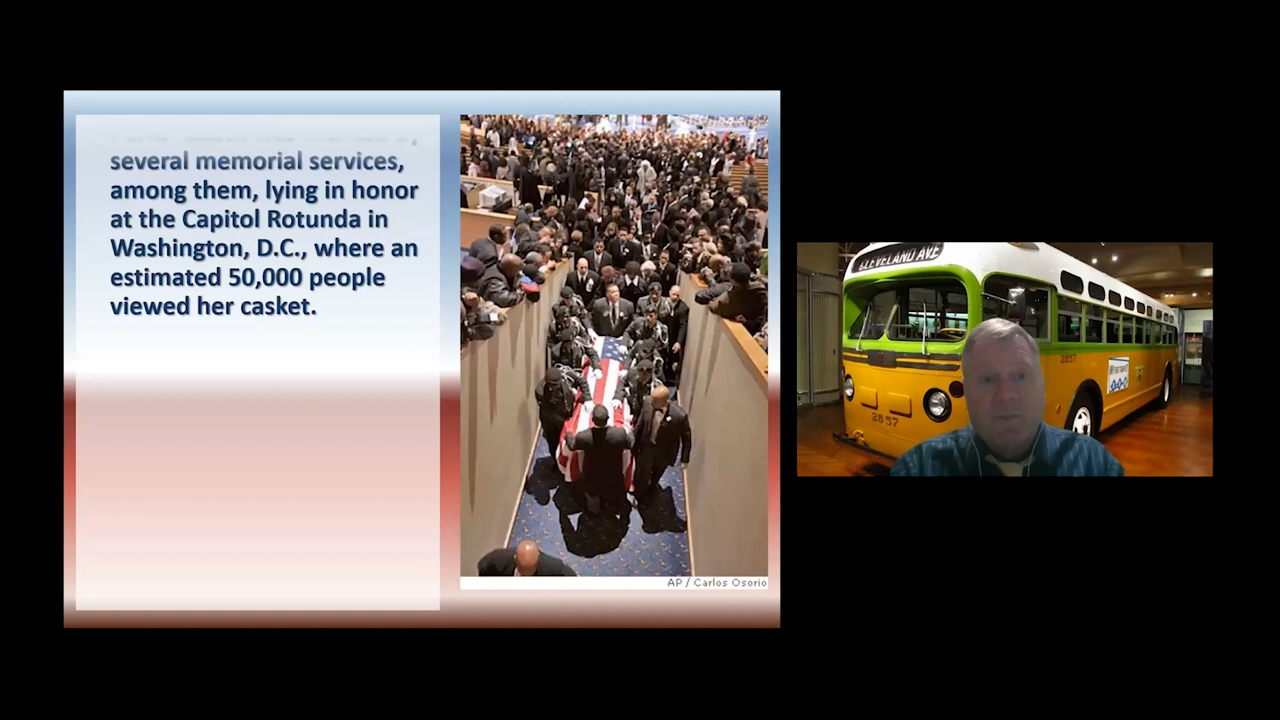 several memorial services,
among them, lying in honor
at the Capitol Rotunda in
Washington, D.C., where an
estimated 50,000 people
viewed her casket.
AP / Carlos Osorio
CLEVELAND AVE
2857
2857